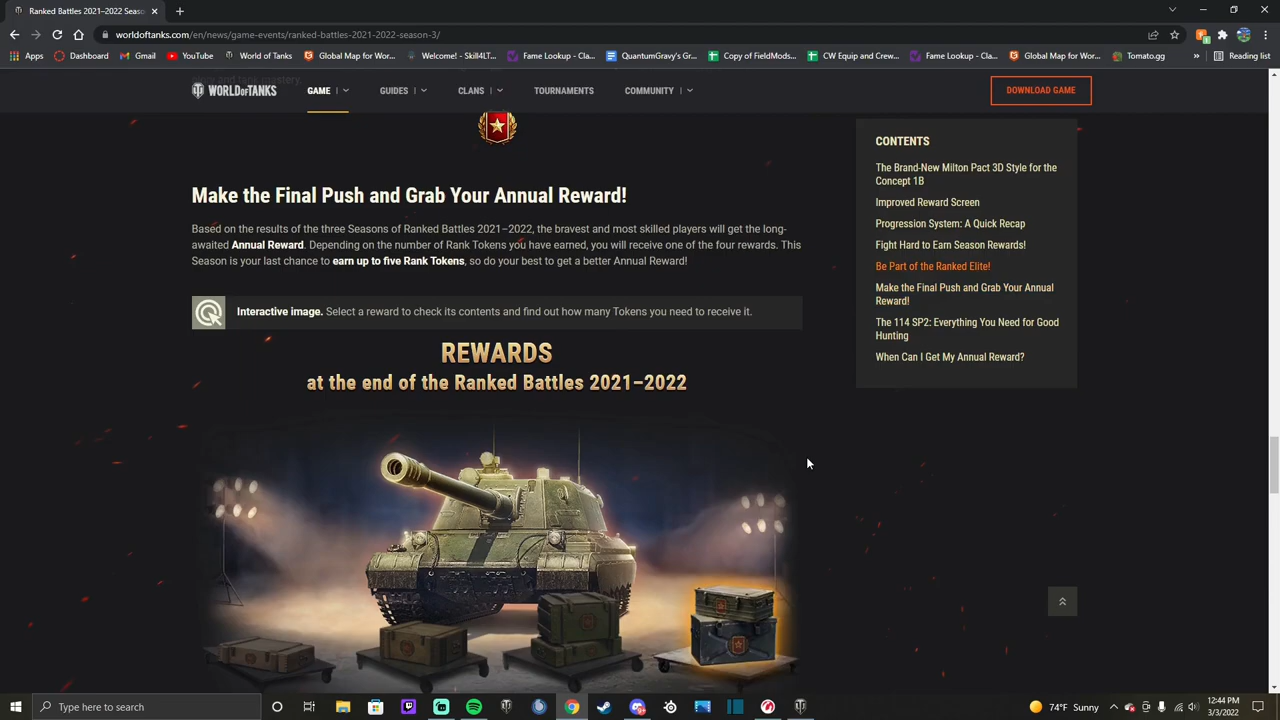 Ranked Battles 2021–2022 Seaso
worldoftanks.com/en/news/game-events/ranked-battles-2021-2022-season-3/
Apps Dashboard Gmail YouTube World of Tanks Global Map for Wor... Welcome! - Skill4LT... Fame Lookup - Cla... QuantumGravy's Gr... Copy of FieldMods... CW Equip and Crew... Fame Lookup - Cla... Global Map for Wor... Tomato.gg » Reading list
WORLD OF TANKS GAME GUIDES CLANS TOURNAMENTS COMMUNITY DOWNLOAD GAME
and tank mastery.
Make the Final Push and Grab Your Annual Reward!
Based on the results of the three Seasons of Ranked Battles 2021–2022, the bravest and most skilled players will get the long-
awaited Annual Reward. Depending on the number of Rank Tokens you have earned, you will receive one of the four rewards. This
Season is your last chance to earn up to five Rank Tokens, so do your best to get a better Annual Reward!
Interactive image. Select a reward to check its contents and find out how many Tokens you need to receive it.
REWARDS
at the end of the Ranked Battles 2021–2022
CONTENTS
The Brand-New Milton Pact 3D Style for the
Concept 1B
Improved Reward Screen
Progression System: A Quick Recap
Fight Hard to Earn Season Rewards!
Be Part of the Ranked Elite!
Make the Final Push and Grab Your Annual
Reward!
The 114 SP2: Everything You Need for Good
Hunting
When Can I Get My Annual Reward?
Type here to search
74°F Sunny
12:44 PM
3/3/2022